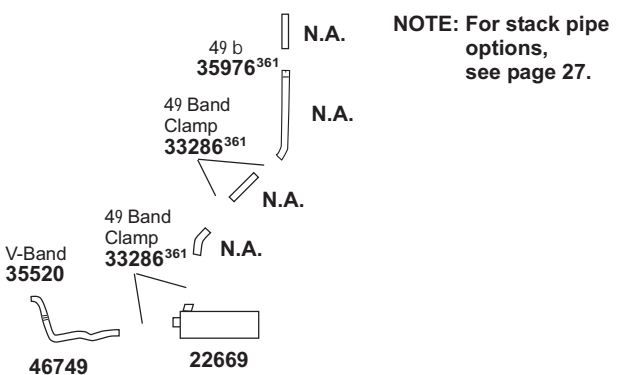 NOTE: For stack pipe
options,
see page 27.
N.A.
49 b
35976361
N.A.
49 Band
Clamp
33286361
N.A.
49 Band
Clamp
33286361
N.A.
V-Band
35520
46749
22669